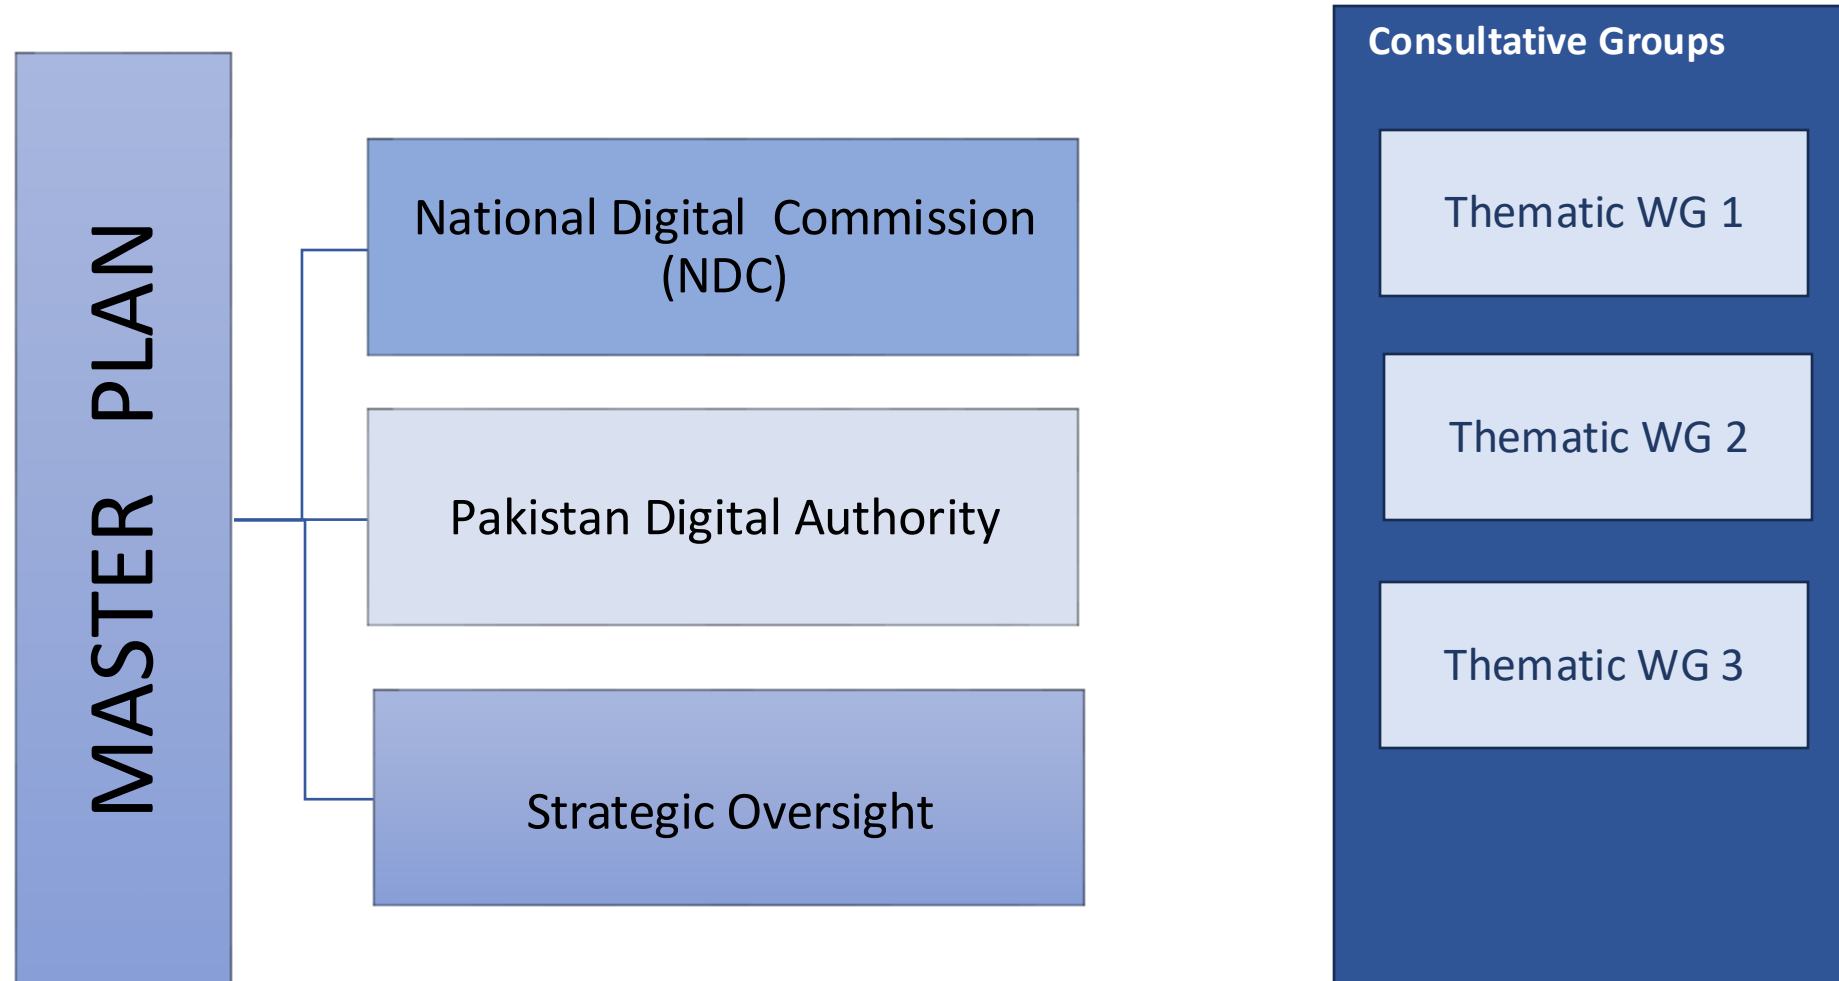 MASTER PLAN
National Digital Commission
(NDC)
Pakistan Digital Authority
Strategic Oversight
Consultative Groups
Thematic WG 1
Thematic WG 2
Thematic WG 3